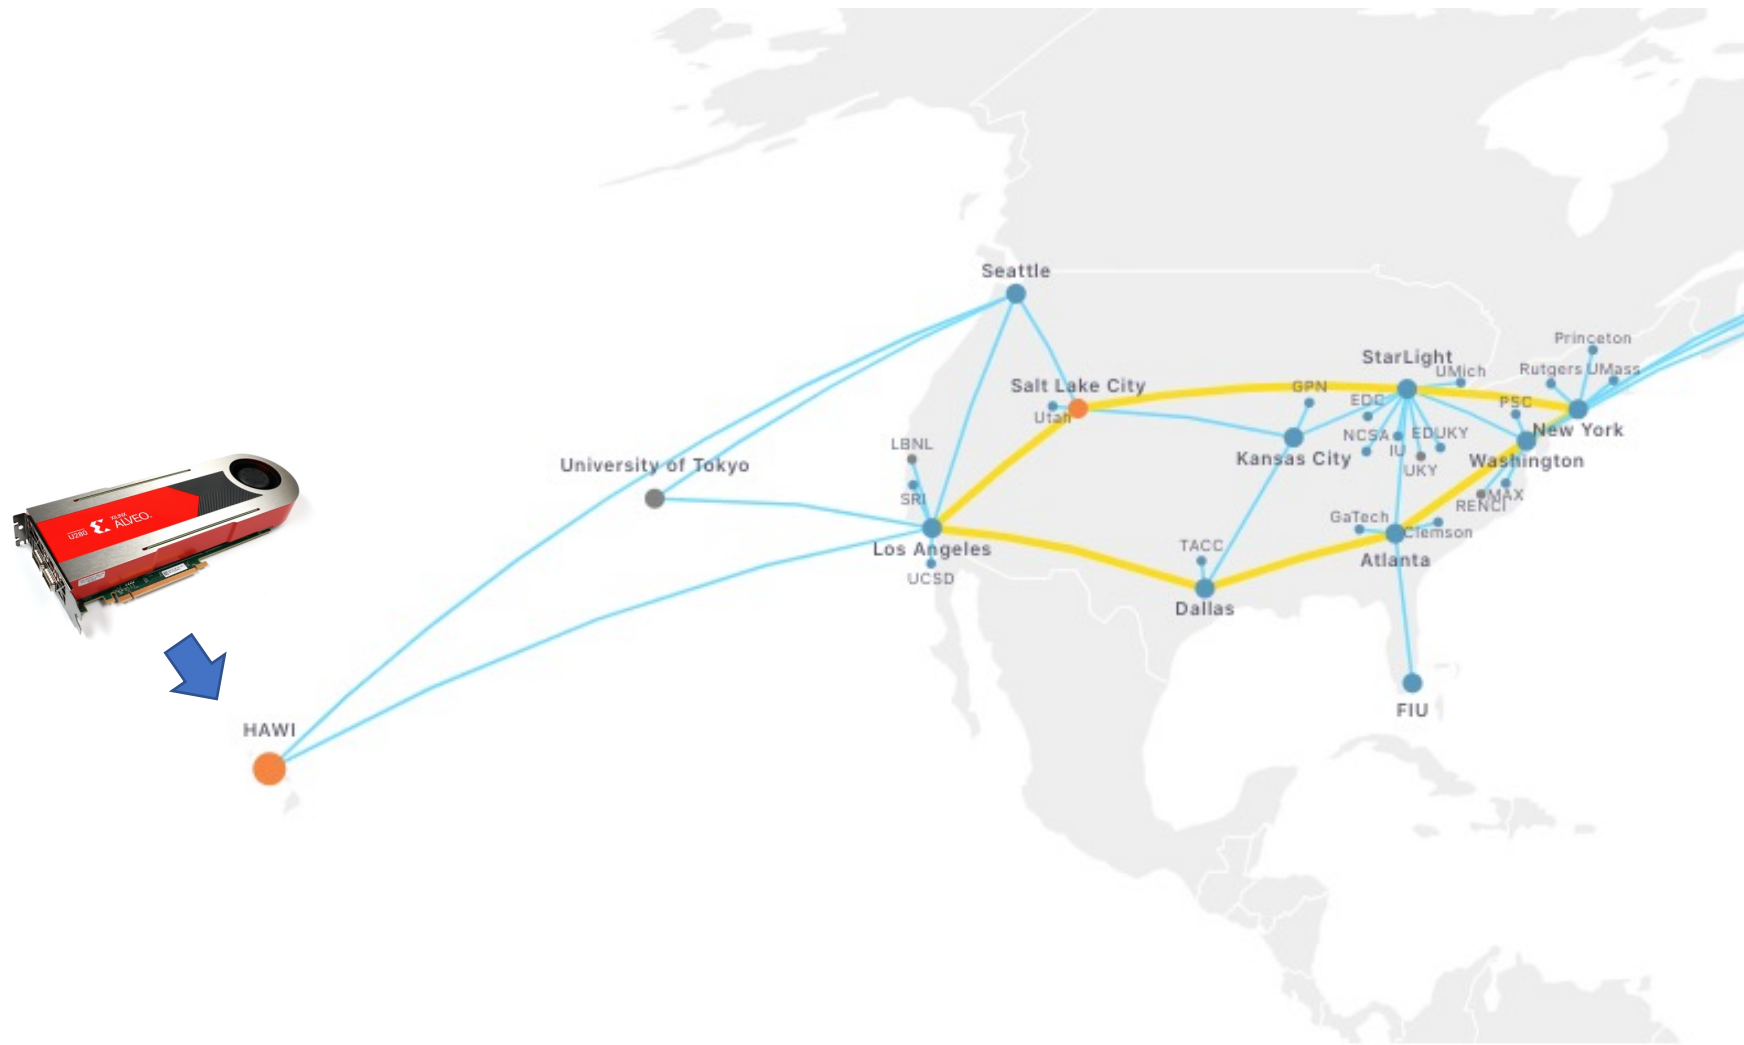 Seattle
Princeton
StarLight
UMich
Rutgers
UMass
Salt Lake City
GPN
Utah
EDC
PSC
New York
NCSA
EDUKY
IU
LBNL
Kansas City
Washington
UKY
University of Tokyo
SRI
MAX
RENCI
GaTech
Clemson
Los Angeles
TACC
Atlanta
UCSD
Dallas
FIU
HAWI
U280
XILINX
ALVEO.